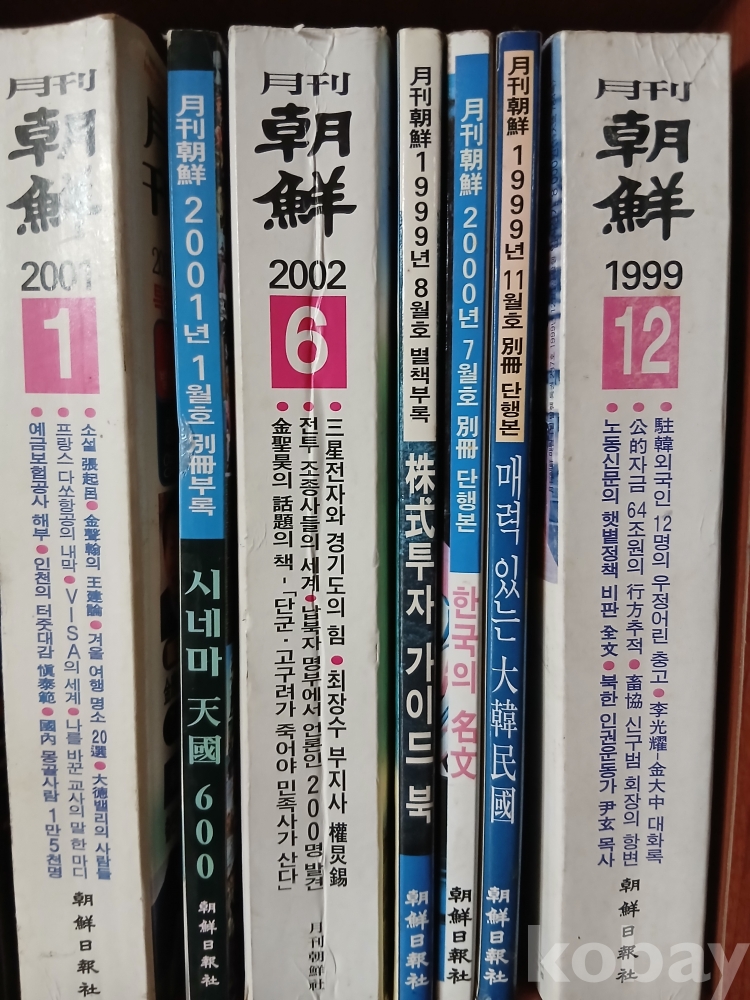 月刊
朝鮮
2001
1
● 소설 張起呂 ● 金聲翰의 王建論 ● 겨울 여행 명소 20選 ● 大德밸리의 사람들
● 프랑스 다쏘항공의 내막 ● VISA의 세계 ● 나를 바꾼 교사의 말 한 마디
● 예금보험공사 해부 ● 인천의 터줏대감 愼泰範 ● 國內 몽골사람 1만5천명
朝鮮日報社
月刊朝鮮 2001년 1월호 別冊부록
시네마 天國 600
朝鮮日報社
月刊
朝鮮
2002
6
● 三星전자와 경기도의 힘 ● 최장수 부지사 權炅錫
● 전투 조종사들의 세계 ● 납북자 명부에서 언론인 200명 발견
● 金聖昊의 話題의 책-「단군·고구려가 죽어야 민족사가 산다」
月刊朝鮮社
月刊朝鮮 1999년 8월호 별책부록
株式투자 가이드 북
朝鮮日報社
月刊朝鮮 2000년 7월호 別冊 단행본
한국의 名文
朝鮮日報社
月刊朝鮮 1999년 11월호 別冊 단행본
매력 있는 大韓民國
朝鮮日報社
月刊
朝鮮
1999
12
● 駐韓외국인 12명의 우정어린 충고 ● 李光耀-金大中 대화록
● 公的자금 64조원의 行方추적 ● 畜協 신구범 회장의 항변
● 노동신문의 햇볕정책 비판 全文 ● 북한 인권운동가 尹玄 목사
朝鮮日報社
kobay